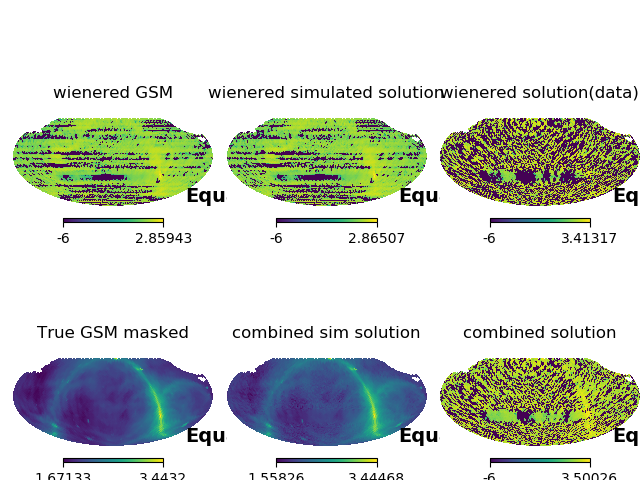 wienered GSM wienered simulated solution wienered solution(data)
Equ Equ Eq
-6 2.85943 -6 2.86507 -6 3.41317
True GSM masked combined sim solution combined solution
Equ Equ Eq
1.67133 3.4432 1.55826 3.44468 -6 3.50026